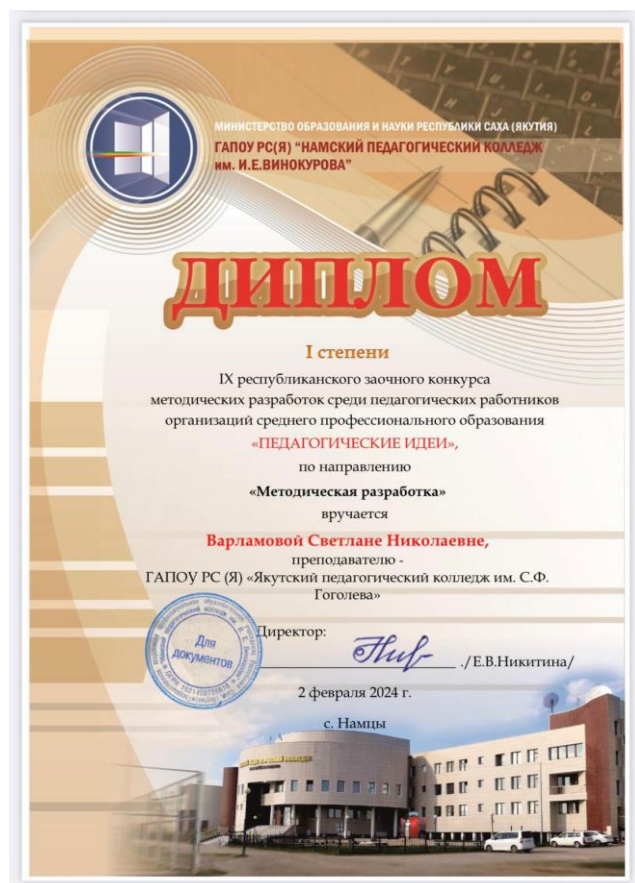 МИНИСТЕРСТВО ОБРАЗОВАНИЯ И НАУКИ РЕСПУБЛИКИ САХА (ЯКУТИЯ)
ГАПОУ РС(Я) "НАМСКИЙ ПЕДАГОГИЧЕСКИЙ КОЛЛЕДЖ
им. И.Е.ВИНОКУРОВА"
ДИПЛОМ
I степени
IX республиканского заочного конкурса
методических разработок среди педагогических работников
организаций среднего профессионального образования
«ПЕДАГОГИЧЕСКИЕ ИДЕИ»,
по направлению
«Методическая разработка»
вручается
Варламовой Светлане Николаевне,
преподавателю -
ГАПОУ РС (Я) «Якутский педагогический колледж им. С.Ф.
Гоголева»
Для
документов
Директор:
./Е.В.Никитина/
2 февраля 2024 г.
с. Намцы